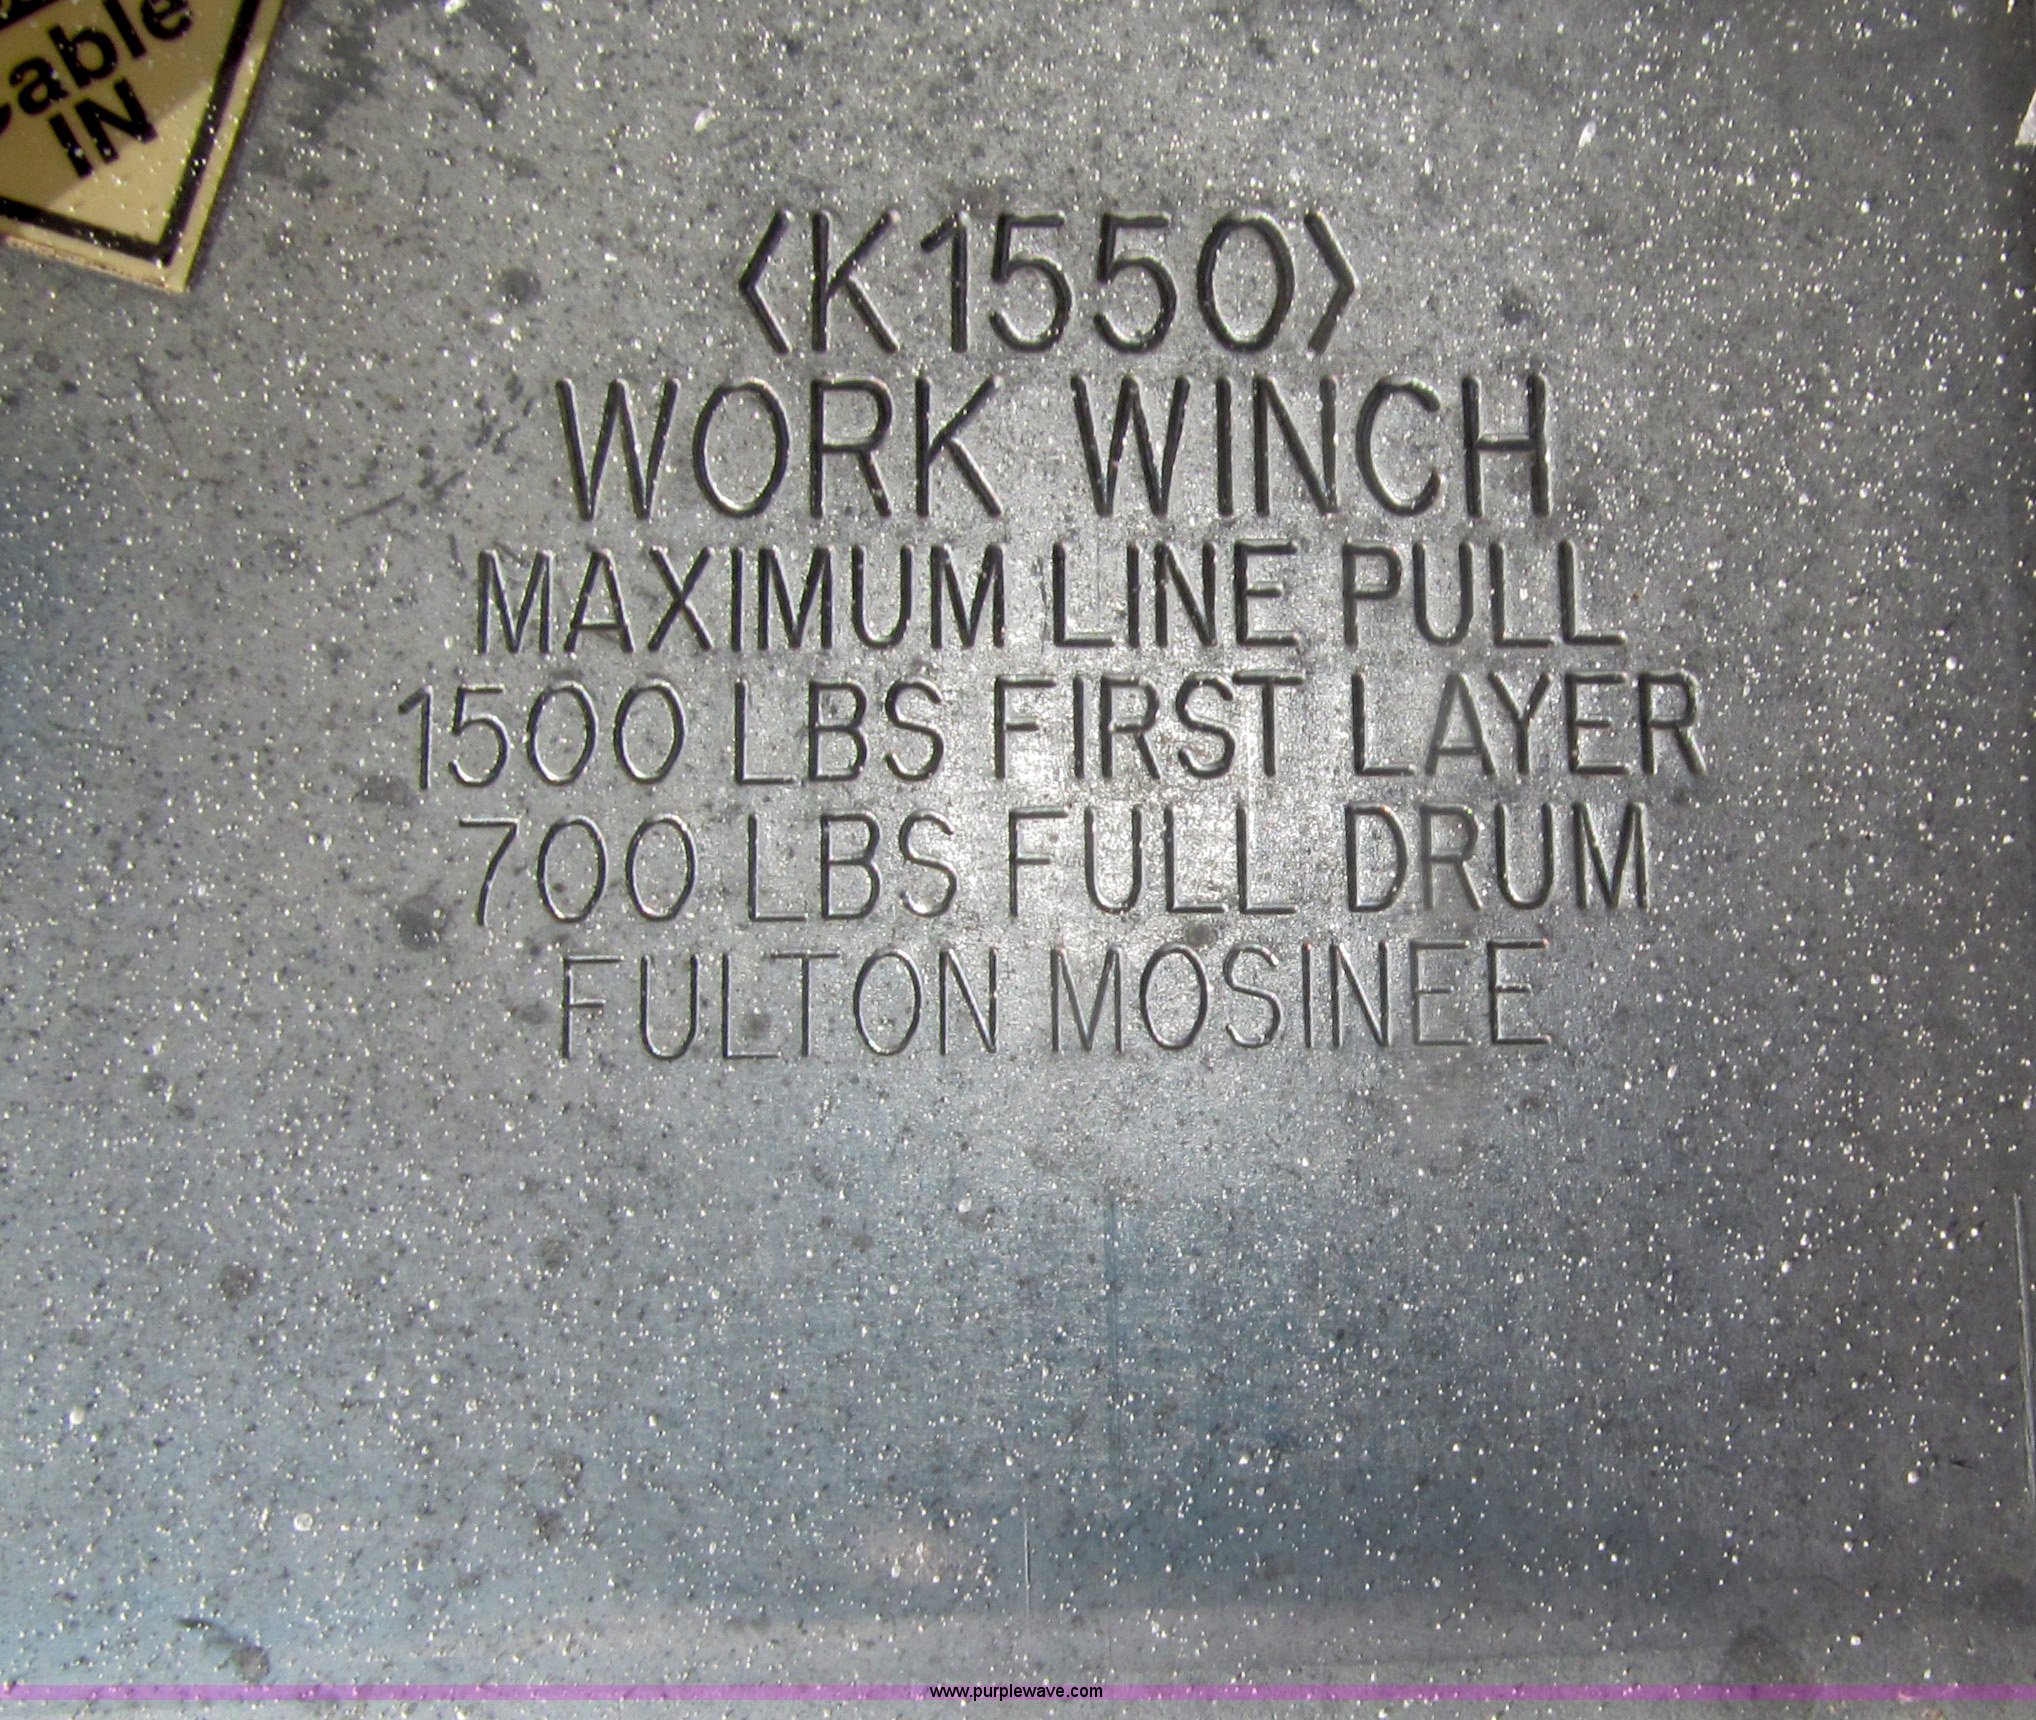 IN
〈K1550〉
WORK WINCH
MAXIMUM LINE PULL
1500 LBS FIRST LAYER
700 LBS FULL DRUM
FULTON MOSINEE
www.purplewave.com